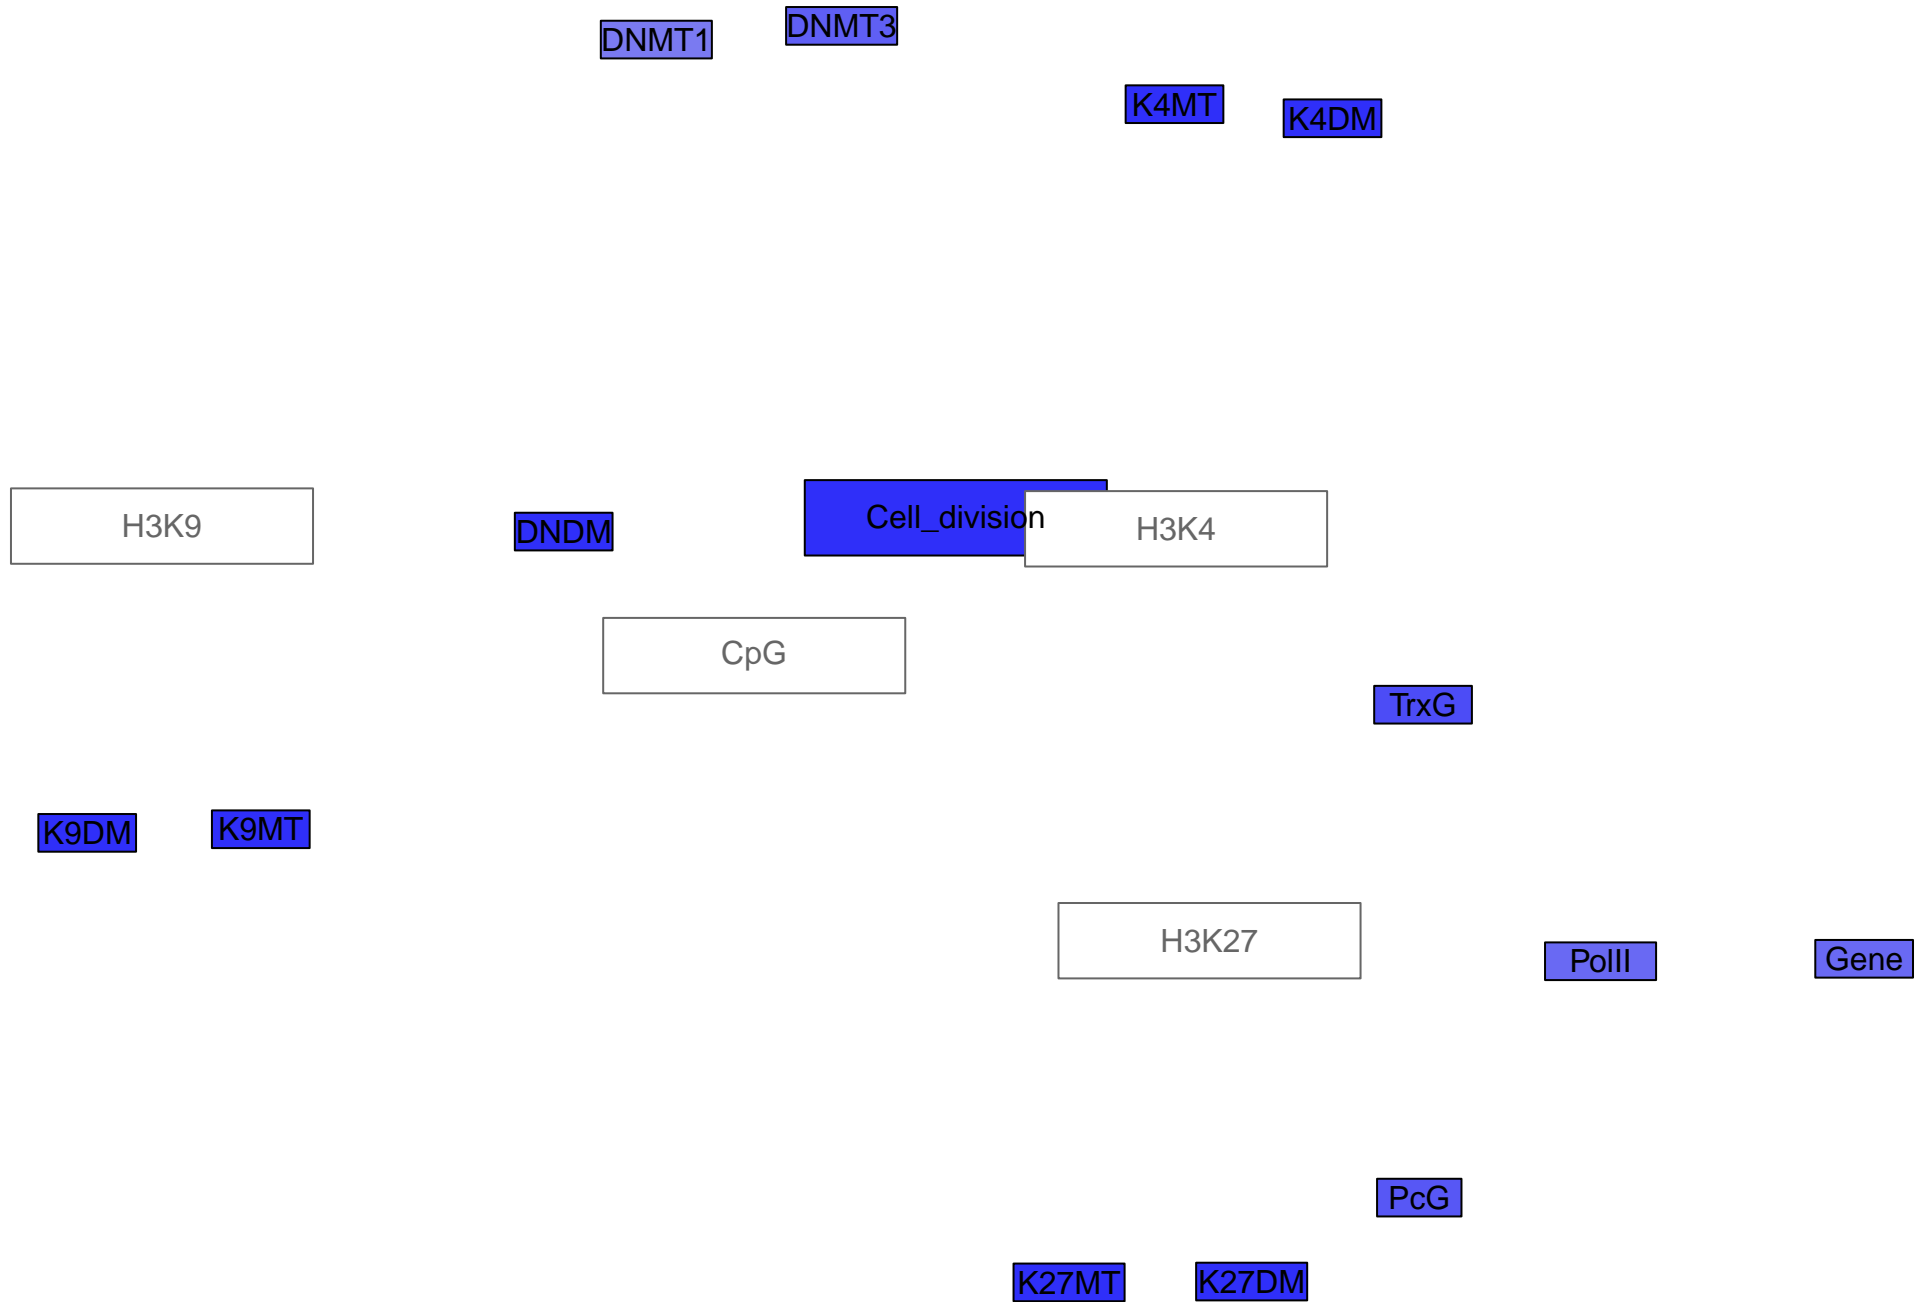 DNMT1
DNMT3
K4MT
K4DM
H3K9
DNDM
Cell_division
H3K4
CpG
TrxG
K9DM
K9MT
H3K27
PolII
Gene
PcG
K27MT
K27DM